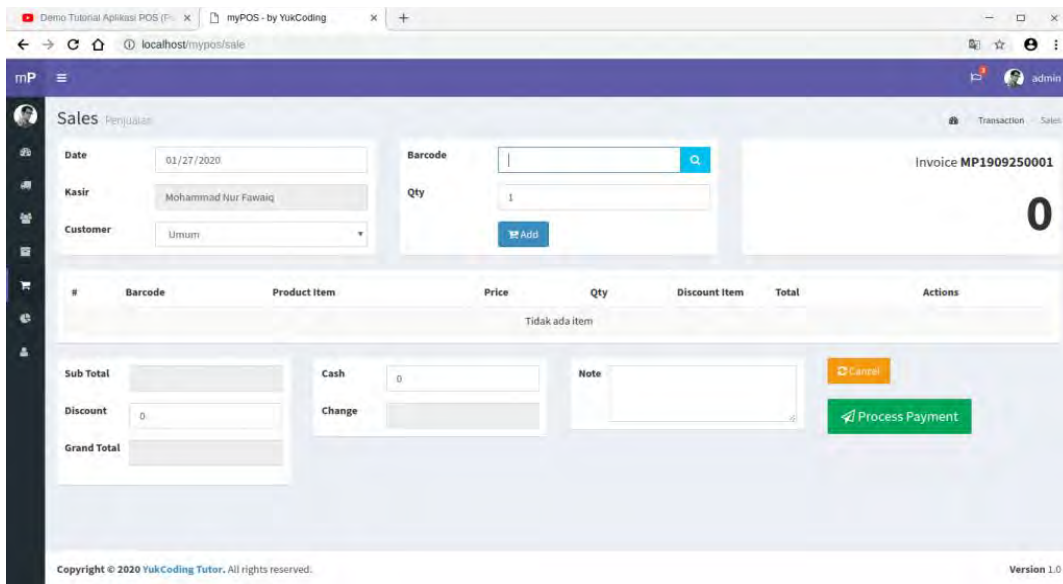 Demo Tutorial Aplikasi POS (P
myPOS - by YukCoding
localhost/mypos/sale
mP
3
admin
Sales Penjualan
Transaction
Sales
Date
01/27/2020
Kasir
Mohammad Nur Fawaiq
Customer
Umum
Barcode
Qty
1
Add
Invoice MP1909250001
0
# Barcode Product Item Price Qty Discount Item Total Actions
Tidak ada item
Sub Total
Discount
0
Grand Total
Cash
0
Change
Note
Cancel
Process Payment
Copyright © 2020 YukCoding Tutor. All rights reserved.
Version 1.0